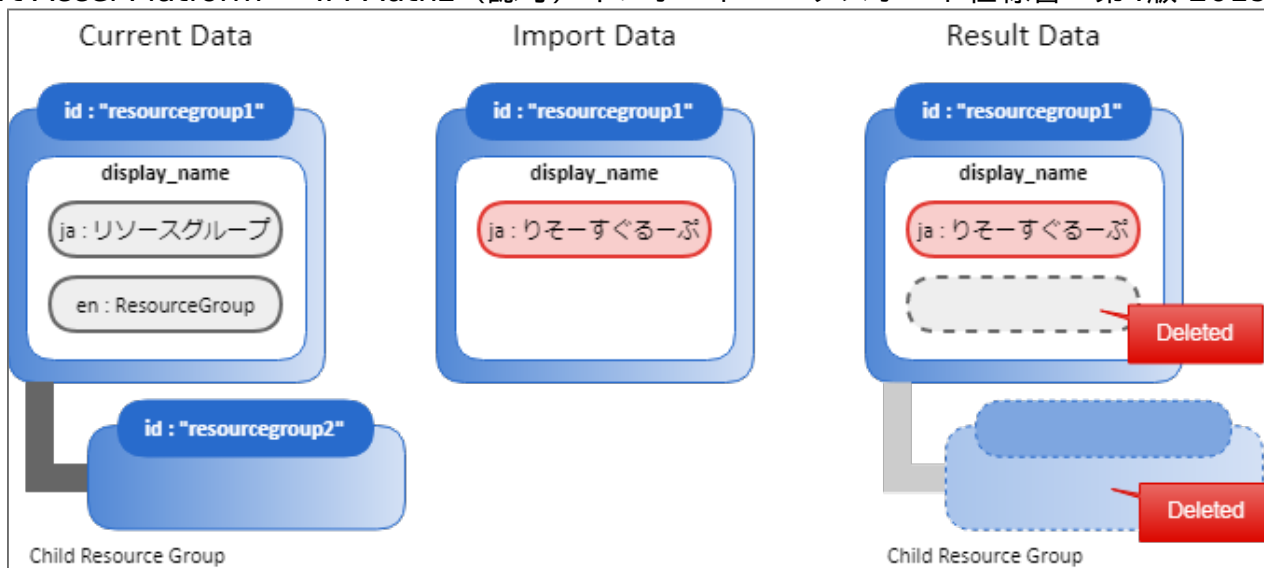 Current Data
Import Data
Result Data
id : "resourcegroup1"
id : "resourcegroup1"
id : "resourcegroup1"
display_name
display_name
display_name
ja : リソースグループ
ja : りそーすぐるーぷ
ja : りそーすぐるーぷ
en : ResourceGroup
Deleted
id : "resourcegroup2"
Deleted
Child Resource Group
Child Resource Group